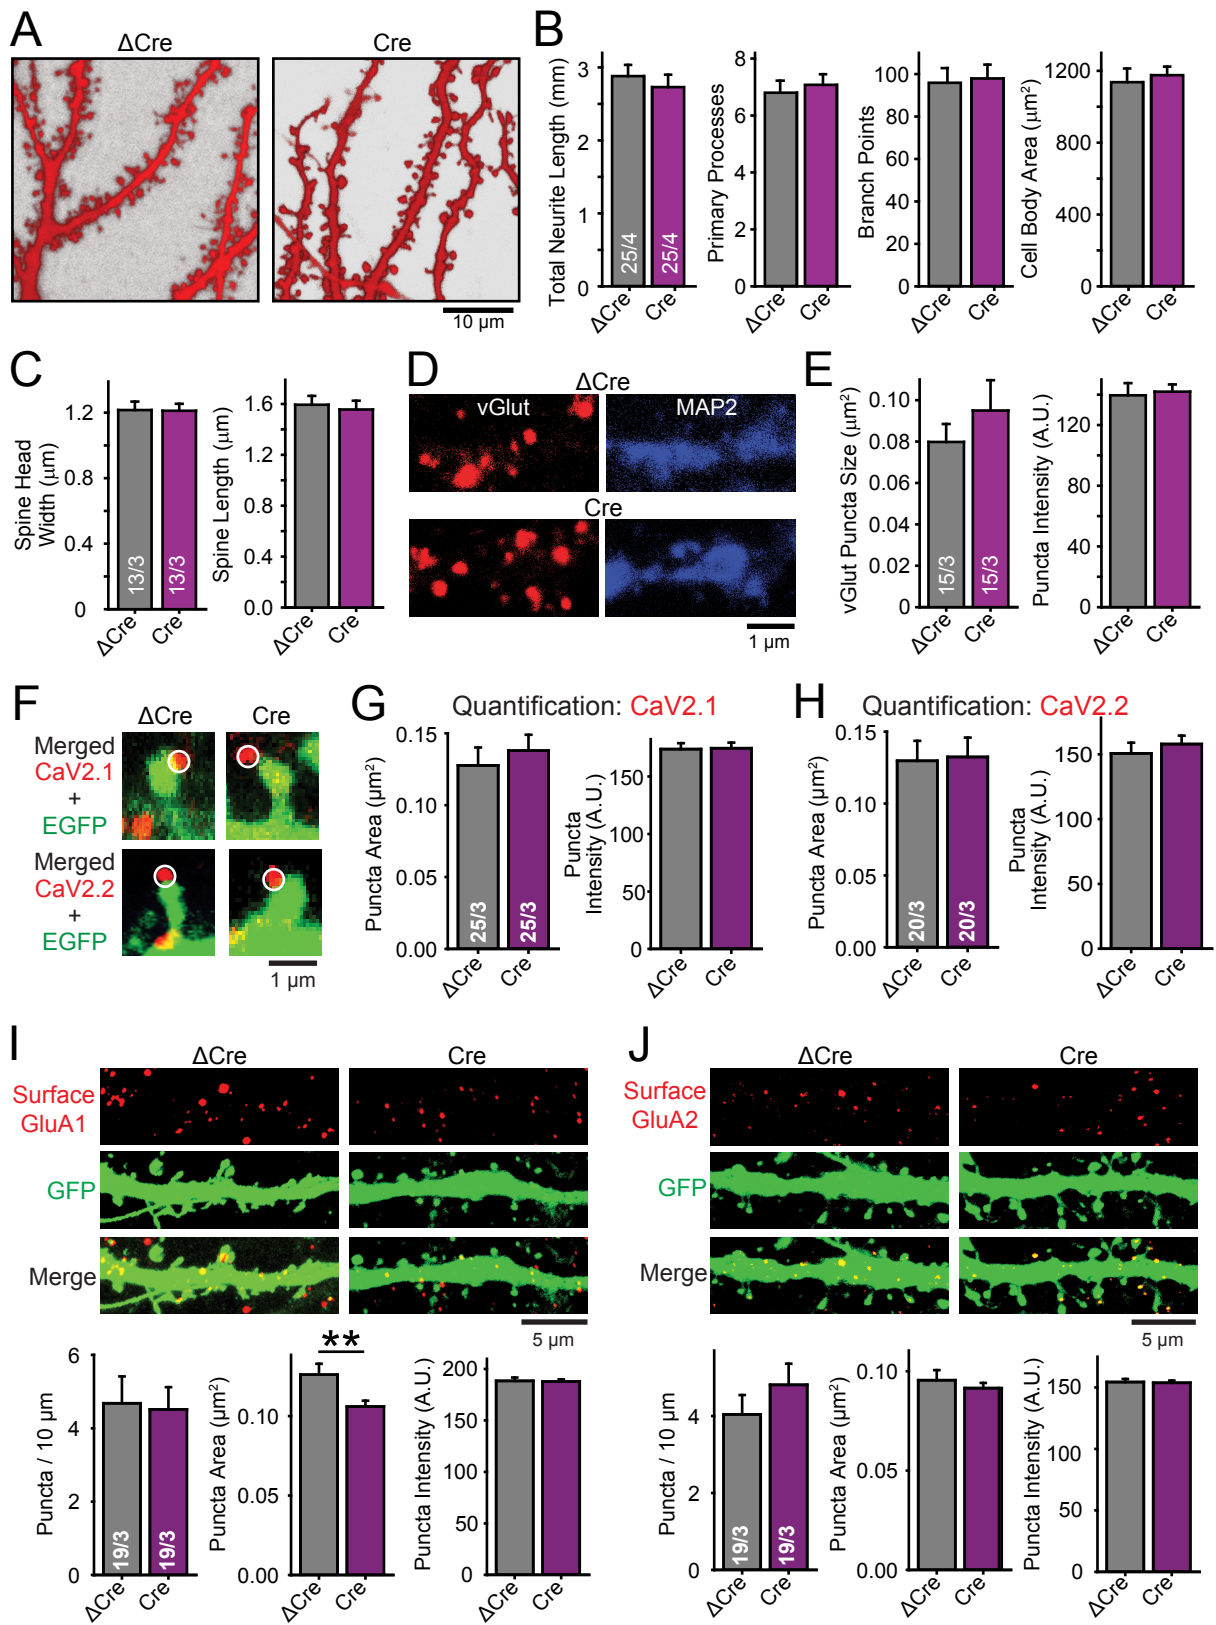 A
ΔCre
Cre
10 µm
B
Total Neurite Length (mm)
3
2
1
0
25/4
25/4
ΔCre
Cre
Primary Processes
8
6
4
2
0
ΔCre
Cre
Branch Points
100
80
60
40
20
0
ΔCre
Cre
Cell Body Area (µm²)
1200
800
400
0
ΔCre
Cre
C
Spine Head
Width (µm)
1.2
0.8
0.4
0
13/3
13/3
ΔCre
Cre
Spine Length (µm)
1.6
1.2
0.8
0.4
0.0
ΔCre
Cre
D
ΔCre
vGlut
MAP2
Cre
1 µm
E
vGlut Puncta Size (µm²)
0.10
0.08
0.06
0.04
0.02
0
15/3
15/3
ΔCre
Cre
Puncta Intensity (A.U.)
120
80
40
0
ΔCre
Cre
F
ΔCre
Cre
Merged
CaV2.1
+
EGFP
Merged
CaV2.2
+
EGFP
1 µm
G
Quantification: CaV2.1
Puncta Area (µm²)
0.15
0.10
0.05
0.00
25/3
25/3
ΔCre
Cre
Puncta
Intensity (A.U.)
150
100
50
0
ΔCre
Cre
H
Quantification: CaV2.2
Puncta Area (µm²)
0.15
0.10
0.05
0.00
20/3
20/3
ΔCre
Cre
Puncta
Intensity (A.U.)
150
100
50
0
ΔCre
Cre
I
ΔCre
Cre
Surface
GluA1
GFP
Merge
5 µm
Puncta / 10 µm
6
4
2
0
19/3
19/3
ΔCre
Cre
Puncta Area (µm²)
**
0.10
0.05
0.00
ΔCre
Cre
Puncta Intensity (A.U.)
200
150
100
50
0
ΔCre
Cre
J
ΔCre
Cre
Surface
GluA2
GFP
Merge
5 µm
Puncta / 10 µm
4
2
0
19/3
19/3
ΔCre
Cre
Puncta Area (µm²)
0.10
0.05
0.00
ΔCre
Cre
Puncta Intensity (A.U.)
150
100
50
0
ΔCre
Cre